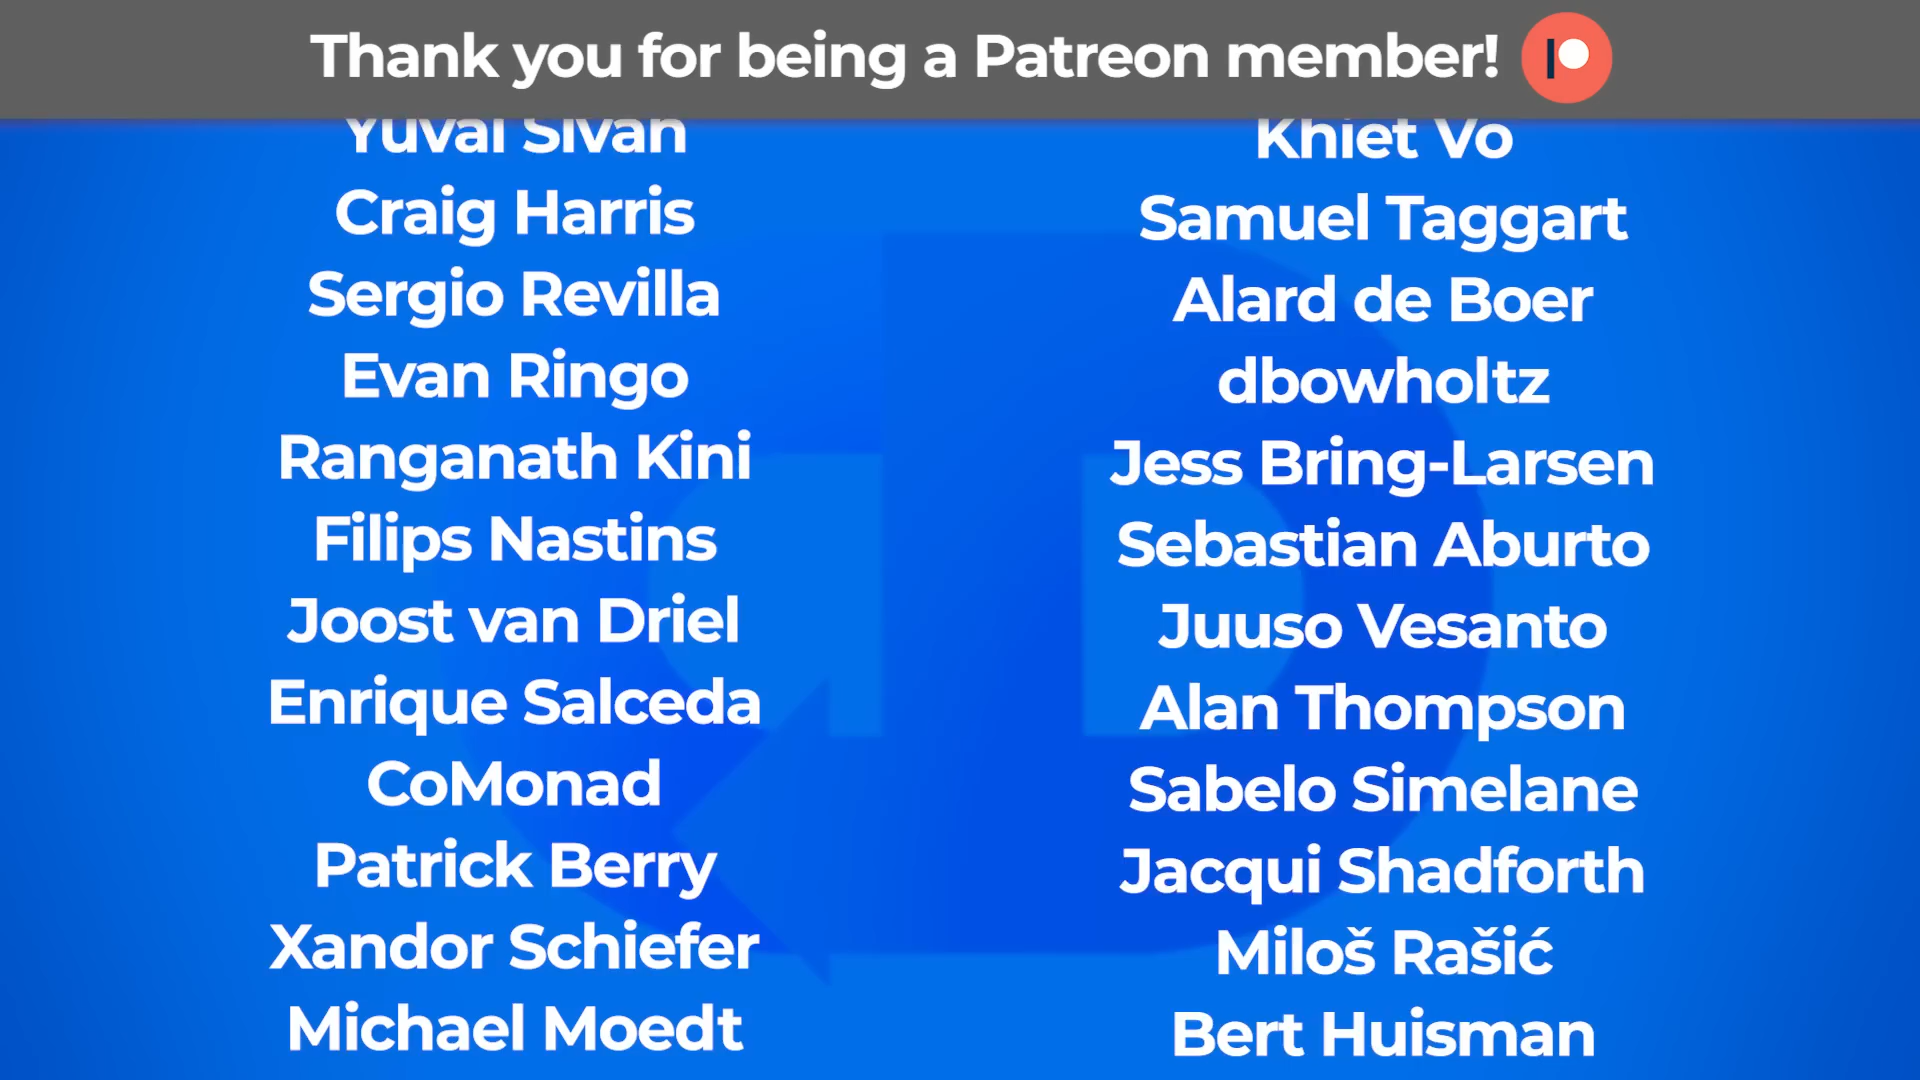 Thank you for being a Patreon member!
Yuval Sivan
Craig Harris
Sergio Revilla
Evan Ringo
Ranganath Kini
Filips Nastins
Joost van Driel
Enrique Salceda
CoMonad
Patrick Berry
Xandor Schiefer
Michael Moedt
Khiet Vo
Samuel Taggart
Alard de Boer
dbowholtz
Jess Bring-Larsen
Sebastian Aburto
Juuso Vesanto
Alan Thompson
Sabelo Simelane
Jacqui Shadforth
Miloš Rašić
Bert Huisman